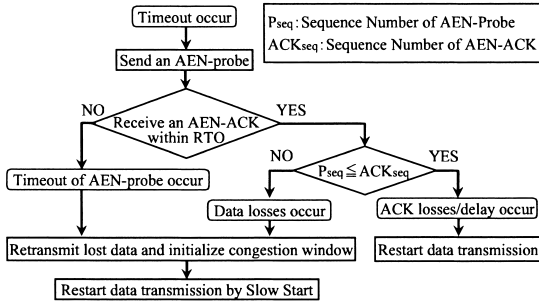 Timeout occur
Pseq : Sequence Number of AEN-Probe
ACKseq : Sequence Number of AEN-ACK
Send an AEN-probe
NO
Receive an AEN-ACK
within RTO
YES
NO
Pseq ≦ ACKseq
YES
Timeout of AEN-probe occur
Data losses occur
ACK losses/delay occur
Retransmit lost data and initialize congestion window
Restart data transmission
Restart data transmission by Slow Start